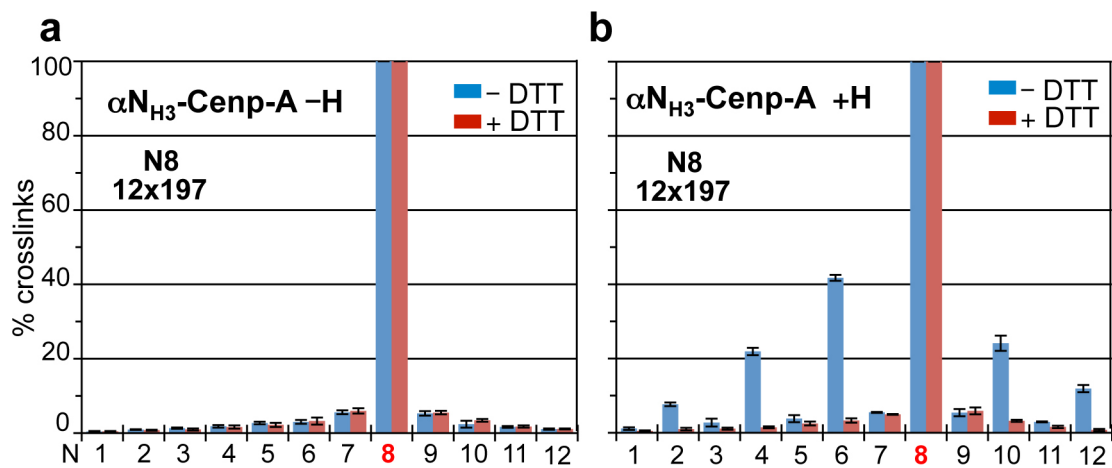 a
αN_H3-Cenp-A –H
– DTT
+ DTT
N8
12x197
% crosslinks
100
80
60
40
20
0
N 1 2 3 4 5 6 7 8 9 10 11 12
b
αN_H3-Cenp-A +H
– DTT
+ DTT
N8
12x197
1 2 3 4 5 6 7 8 9 10 11 12